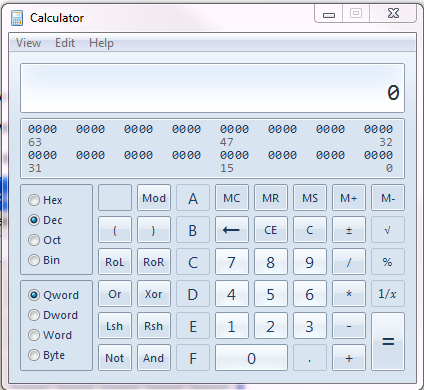 Calculator
View Edit Help
0
0000 0000 0000 0000 0000 0000 0000 0000
63 47 32
0000 0000 0000 0000 0000 0000 0000 0000
31 15 0
Hex
Dec
Oct
Bin
Qword
Dword
Word
Byte
Mod A MC MR MS M+ M-
( ) B ← CE C ± √
RoL RoR C 7 8 9 / %
Or Xor D 4 5 6 * 1/x
Lsh Rsh E 1 2 3 - =
Not And F 0 . +